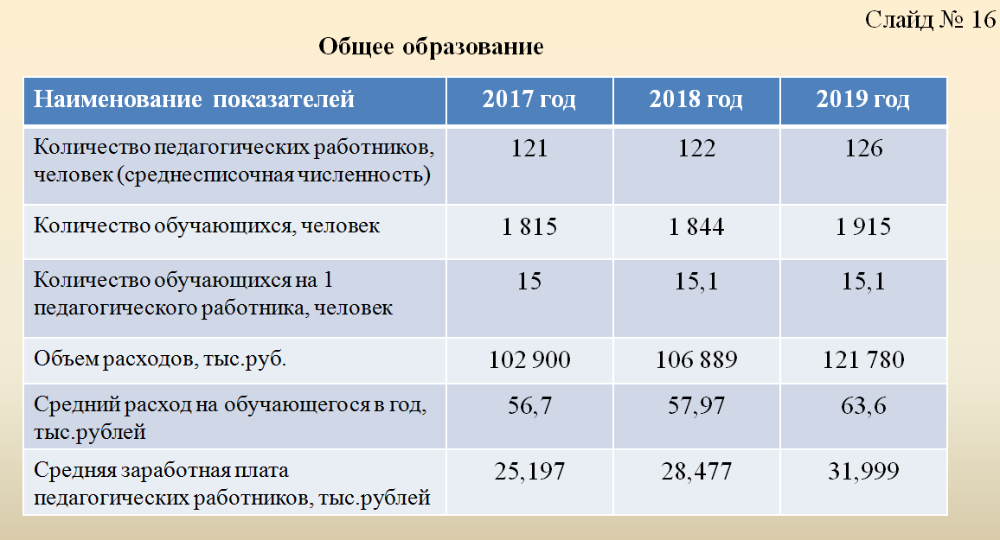 Слайд № 16
Общее образование
Наименование показателей 2017 год 2018 год 2019 год
Количество педагогических работников, 121 122 126
человек (среднесписочная численность)
Количество обучающихся, человек 1 815 1 844 1 915
Количество обучающихся на 1 15 15,1 15,1
педагогического работника, человек
Объем расходов, тыс.руб. 102 900 106 889 121 780
Средний расход на обучающегося в год, 56,7 57,97 63,6
тыс.рублей
Средняя заработная плата 25,197 28,477 31,999
педагогических работников, тыс.рублей